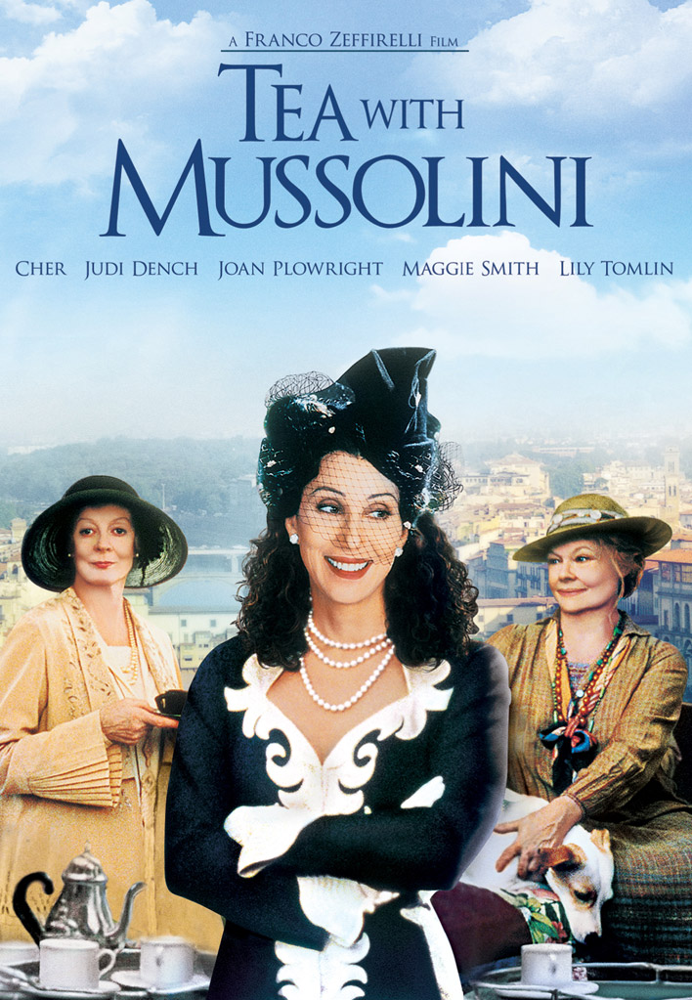 A Franco Zeffirelli Film
Tea with
Mussolini
Cher Judi Dench Joan Plowright Maggie Smith Lily Tomlin